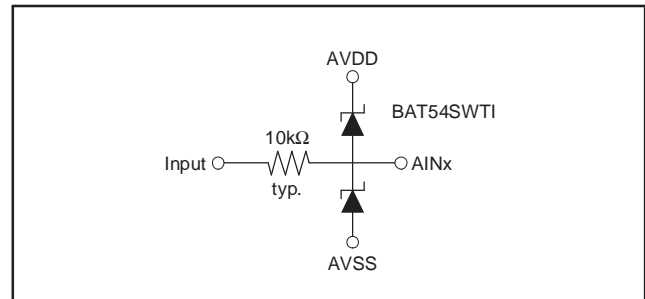 AVDD
BAT54SWTI
10kΩ
Input
AINx
typ.
AVSS